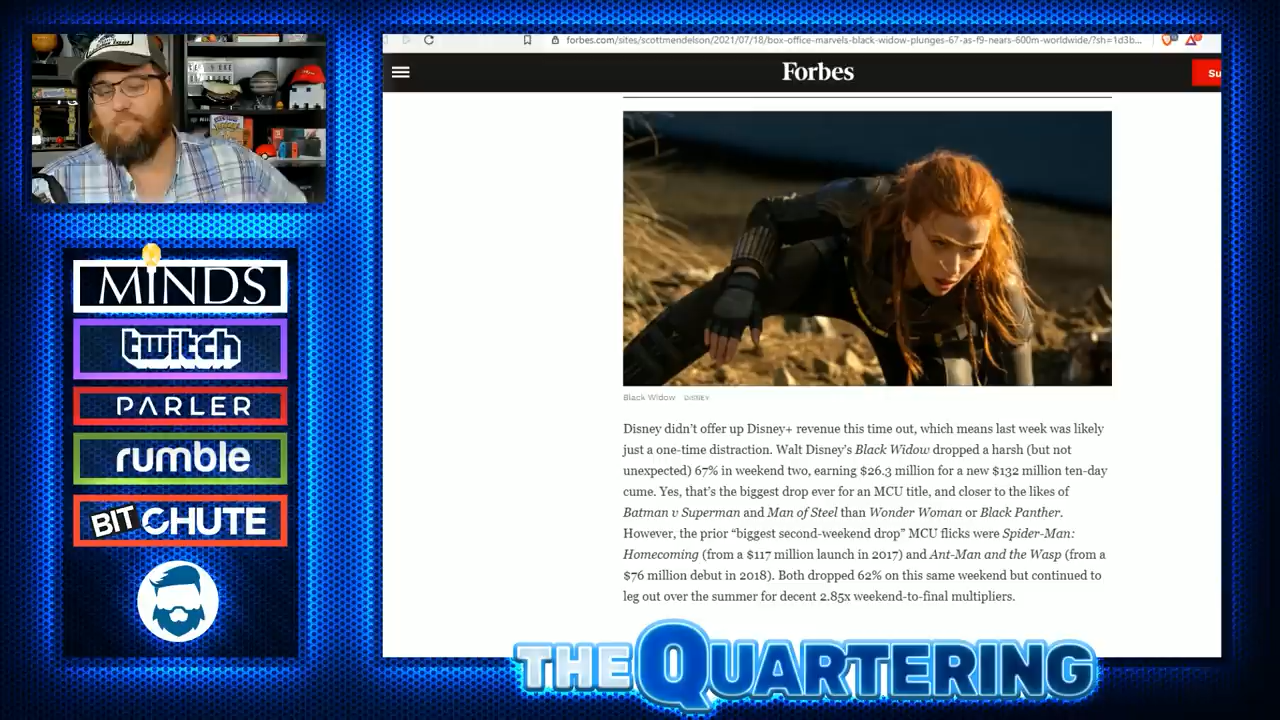 forbes.com/sites/scottmendelson/2021/07/18/box-office-marvels-black-widow-plunges-67-as-f9-nears-600m-worldwide/?sh=1d3b...
Forbes
Su
MINDS
twitch
PARLER
rumble
BITCHUTE
Black Widow DISNEY
Disney didn't offer up Disney+ revenue this time out, which means last week was likely
just a one-time distraction. Walt Disney's Black Widow dropped a harsh (but not
unexpected) 67% in weekend two, earning $26.3 million for a new $132 million ten-day
cume. Yes, that's the biggest drop ever for an MCU title, and closer to the likes of
Batman v Superman and Man of Steel than Wonder Woman or Black Panther.
However, the prior “biggest second-weekend drop” MCU flicks were Spider-Man:
Homecoming (from a $117 million launch in 2017) and Ant-Man and the Wasp (from a
$76 million debut in 2018). Both dropped 62% on this same weekend but continued to
leg out over the summer for decent 2.85x weekend-to-final multipliers.
THE QUARTERING